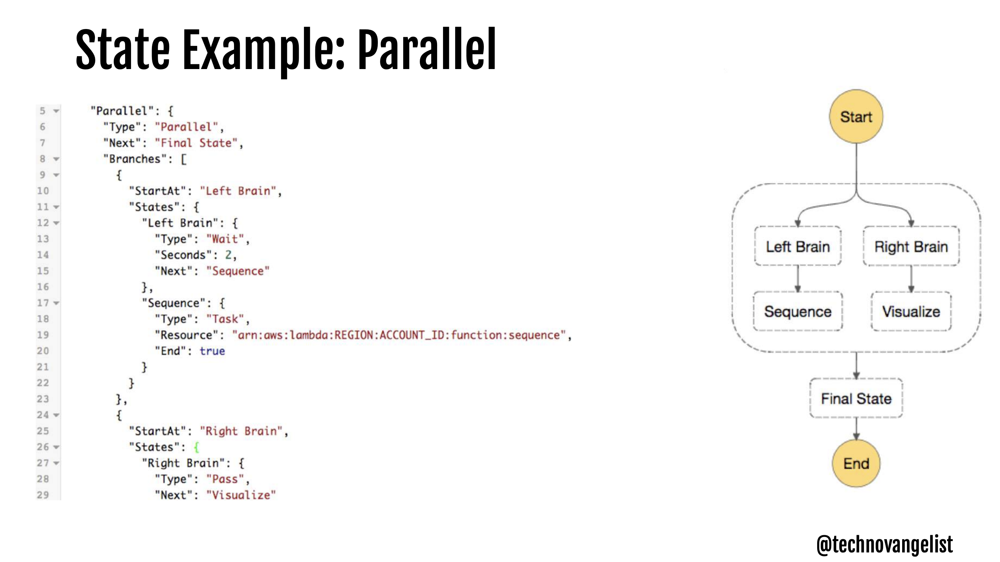 State Example: Parallel
5 "Parallel": {
6 "Type": "Parallel",
7 "Next": "Final State",
8 "Branches": [
9 {
10 "StartAt": "Left Brain",
11 "States": {
12 "Left Brain": {
13 "Type": "Wait",
14 "Seconds": 2,
15 "Next": "Sequence"
16 },
17 "Sequence": {
18 "Type": "Task",
19 "Resource": "arn:aws:lambda:REGION:ACCOUNT_ID:function:sequence",
20 "End": true
21 }
22 }
23 },
24 {
25 "StartAt": "Right Brain",
26 "States": {
27 "Right Brain": {
28 "Type": "Pass",
29 "Next": "Visualize"
Start
Left Brain
Right Brain
Sequence
Visualize
Final State
End
@technovangelist